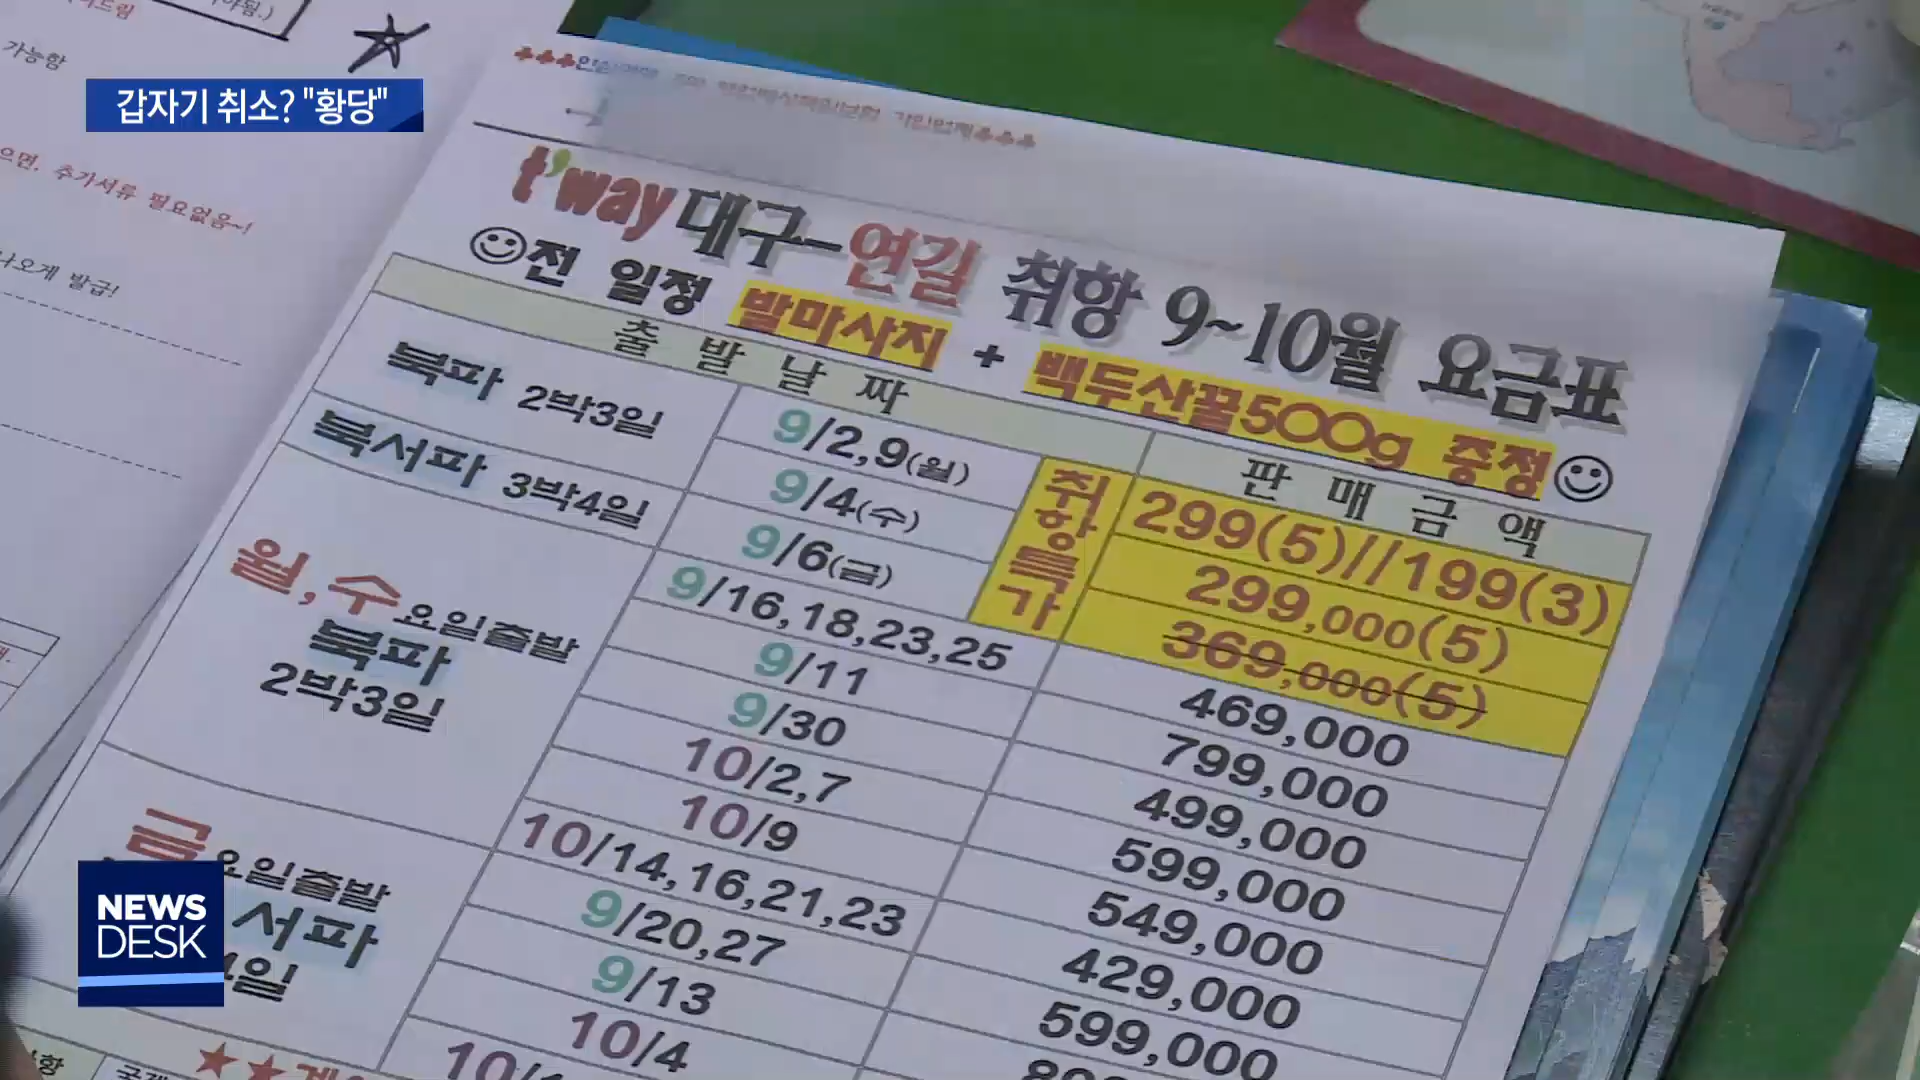 가능함
갑자기 취소? "황당"
으면, 추가서류 필요없음~!
나오게 발급!
t'way 대구-연길 취항 9~10월 요금표
전 일정 발마사지 + 백두산꿀500g 증정
출발날짜
판매금액
북파 2박3일
9/2,9(월)
취항특가
299(5)//199(3)
북서파 3박4일
9/4(수)
299,000(5)
9/6(금)
369,000(5)
월,수요일출발
북파
2박3일
9/16,18,23,25
469,000
9/11
799,000
9/30
499,000
10/2,7
599,000
10/9
549,000
10/14,16,21,23
429,000
금요일출발
서파
4일
9/20,27
599,000
9/13
10/4
NEWS
DESK